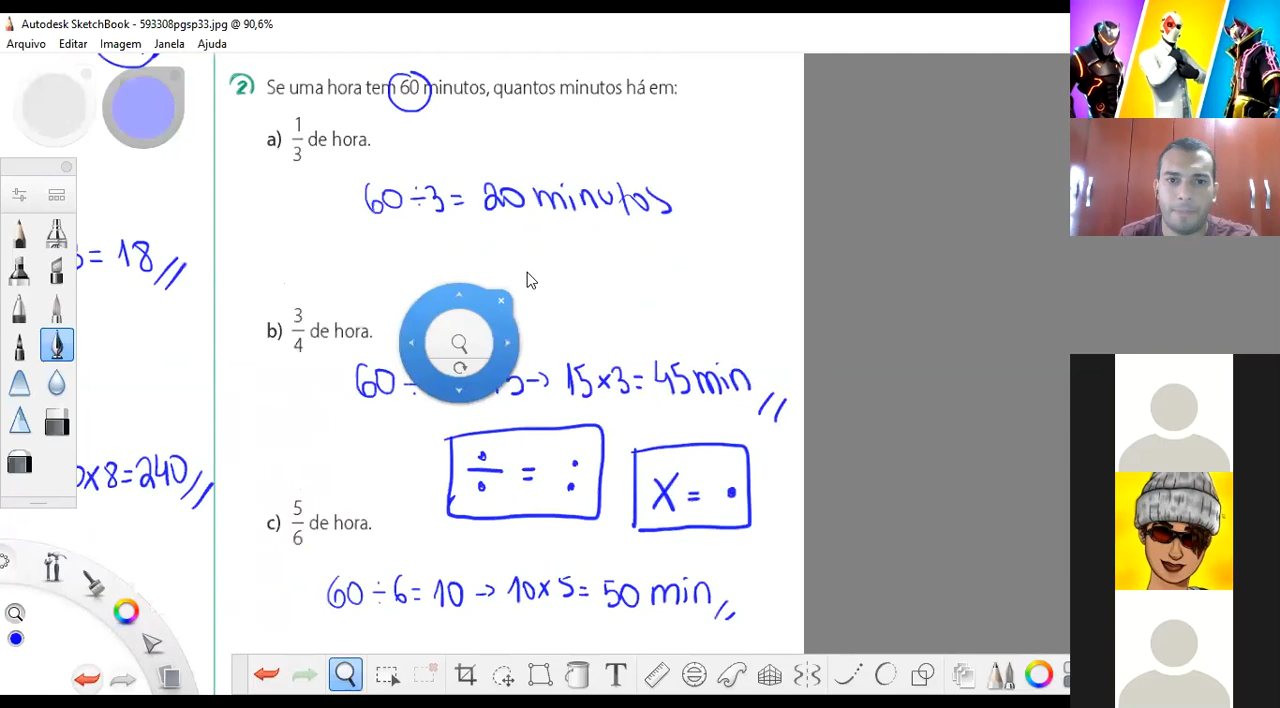 Autodesk SketchBook - 593308pgsp33.jpg @ 90,6%
Arquivo Editar Imagem Janela Ajuda
2 Se uma hora tem 60 minutos, quantos minutos há em:
a) 1/3 de hora.
60 ÷ 3 = 20 minutos
= 18 //
b) 3/4 de hora.
60 → 15 x 3 = 45 min //
÷ = :
X = •
x 8 = 240 //
c) 5/6 de hora.
60 ÷ 6 = 10 → 10 x 5 = 50 min //
T